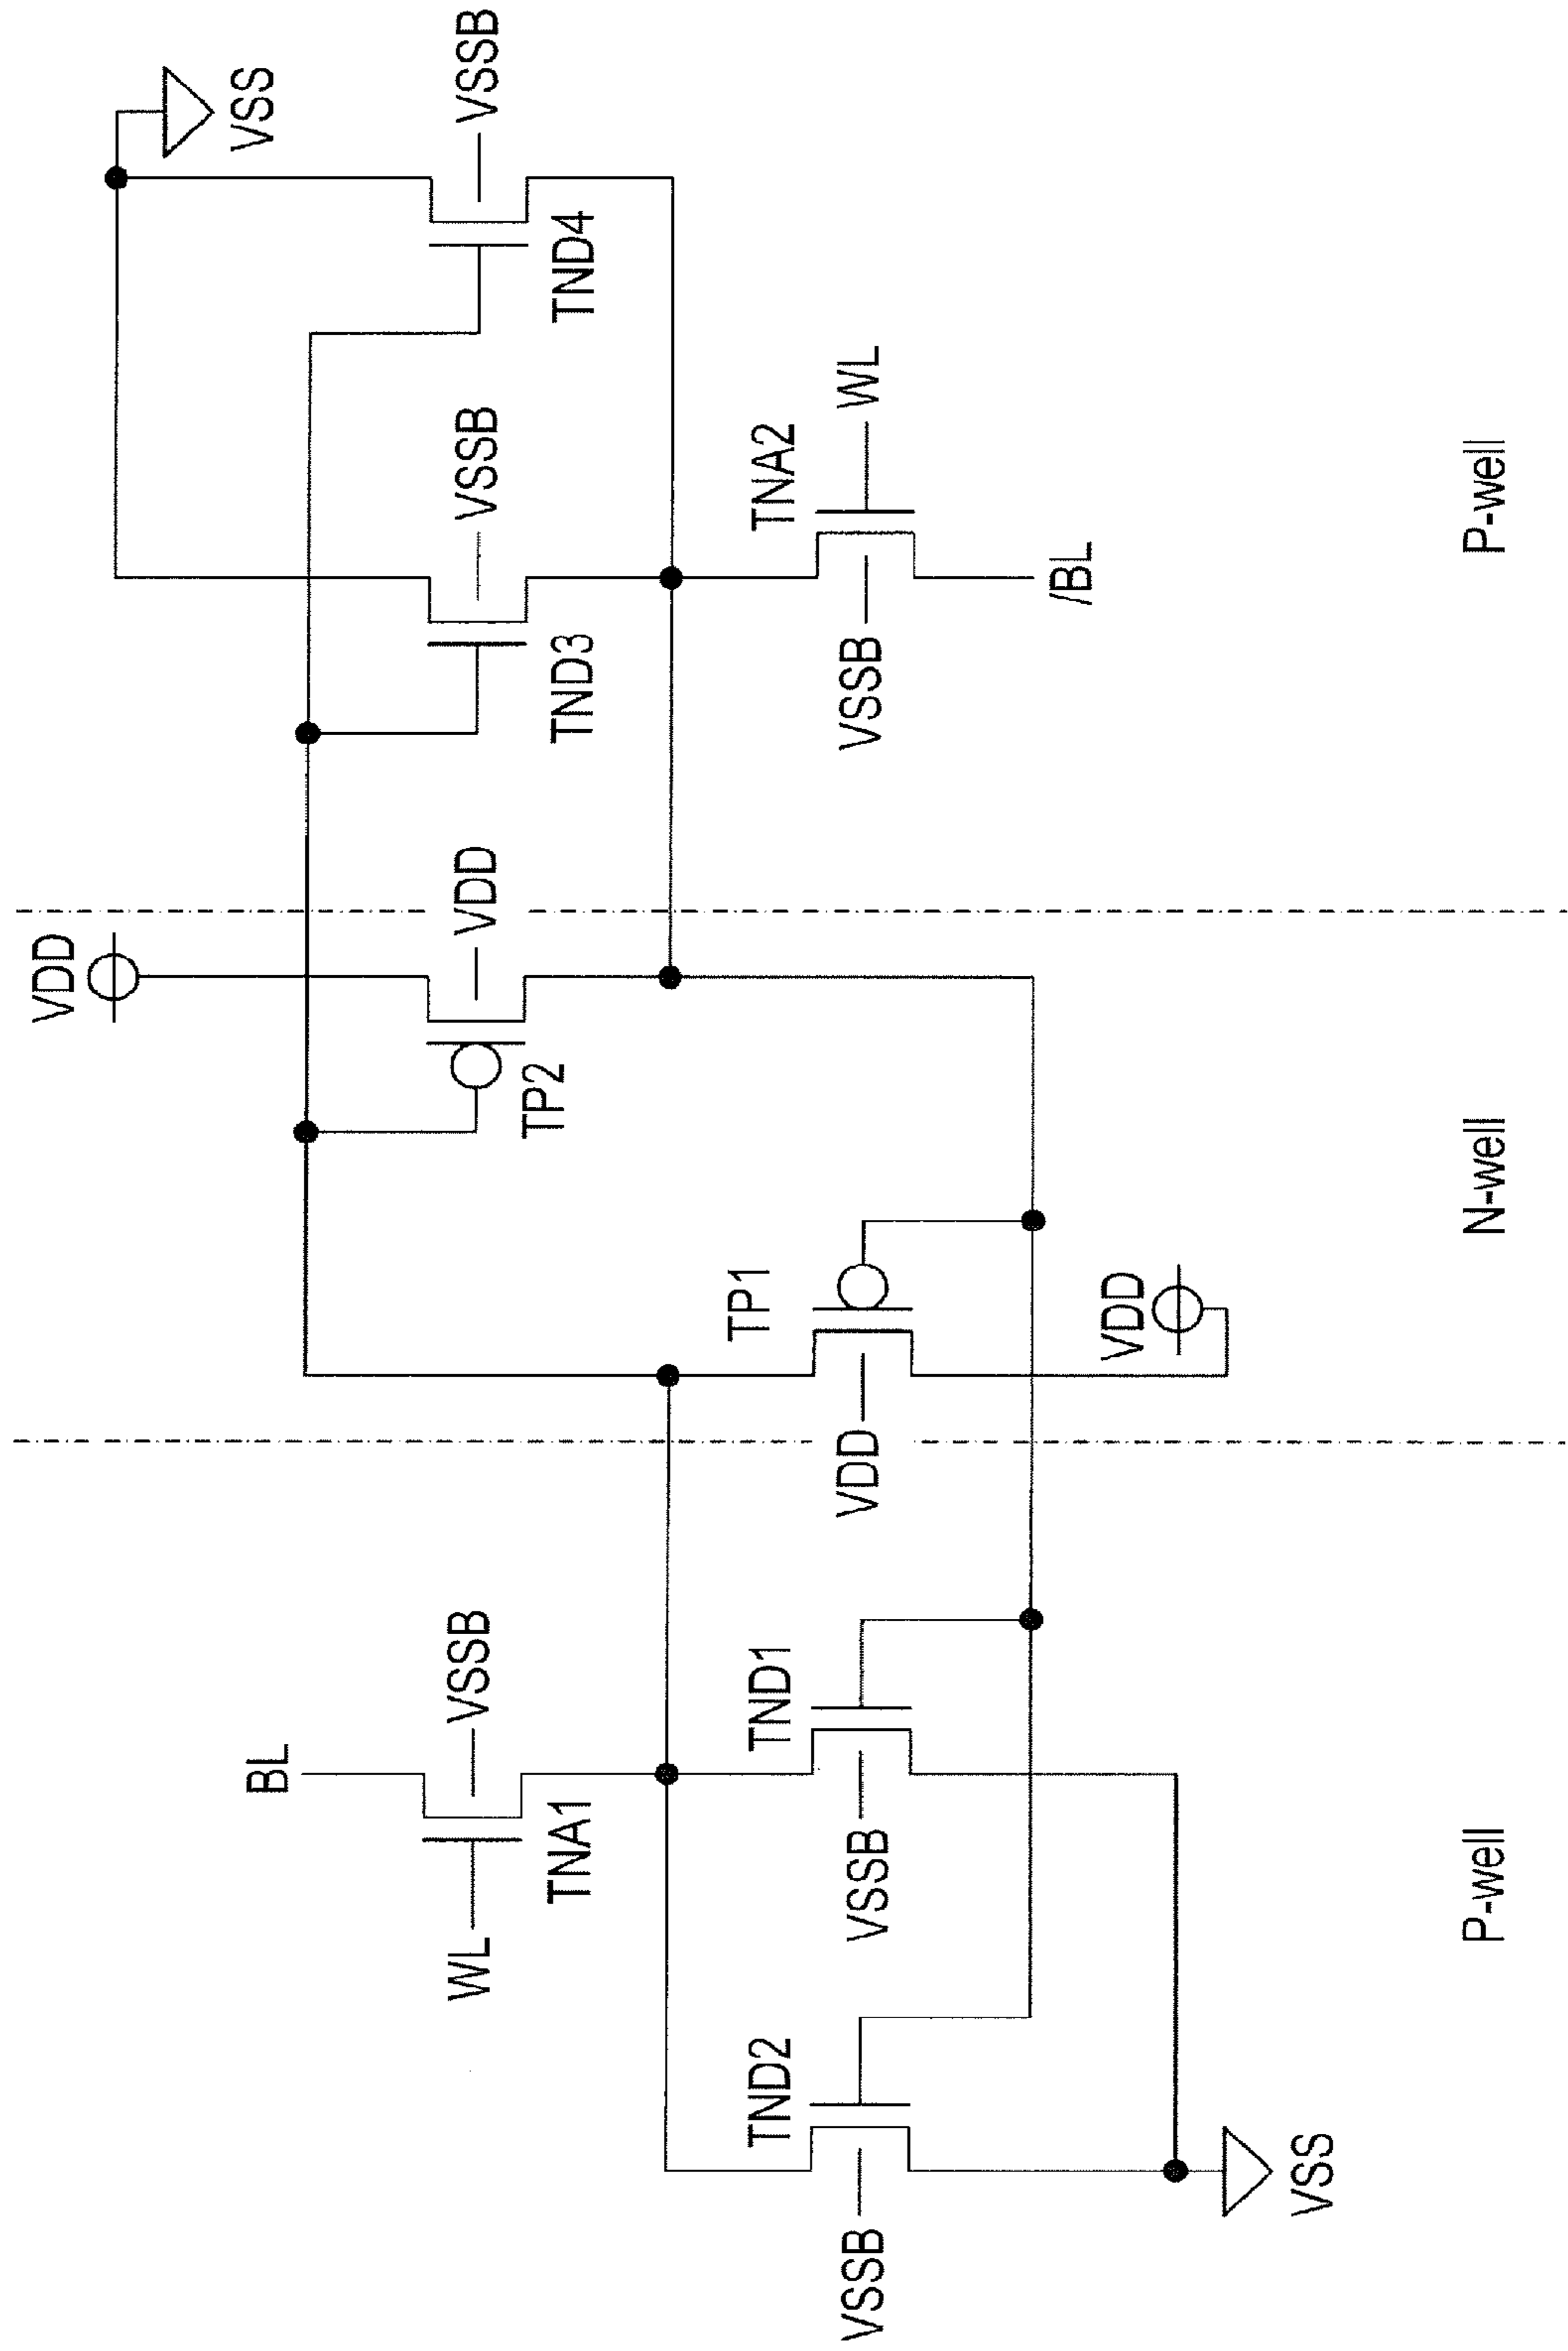 VDD
VSS
BL
WL
VSSB
VDD
VSSB
VSSB
TNA1
TP2
TND3
TND4
TND2
TND1
TP1
TNA2
VSSB
VSSB
VDD
VSSB
WL
/BL
VDD
VSS
P-well
N-well
P-well